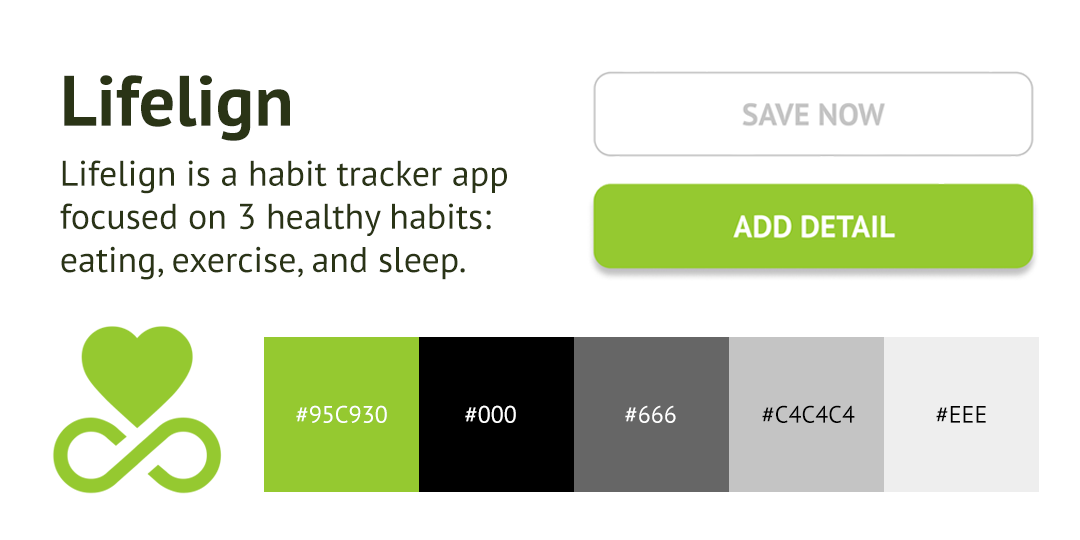 Lifelign
Lifelign is a habit tracker app
focused on 3 healthy habits:
eating, exercise, and sleep.
SAVE NOW
ADD DETAIL
#95C930
#000
#666
#C4C4C4
#EEE